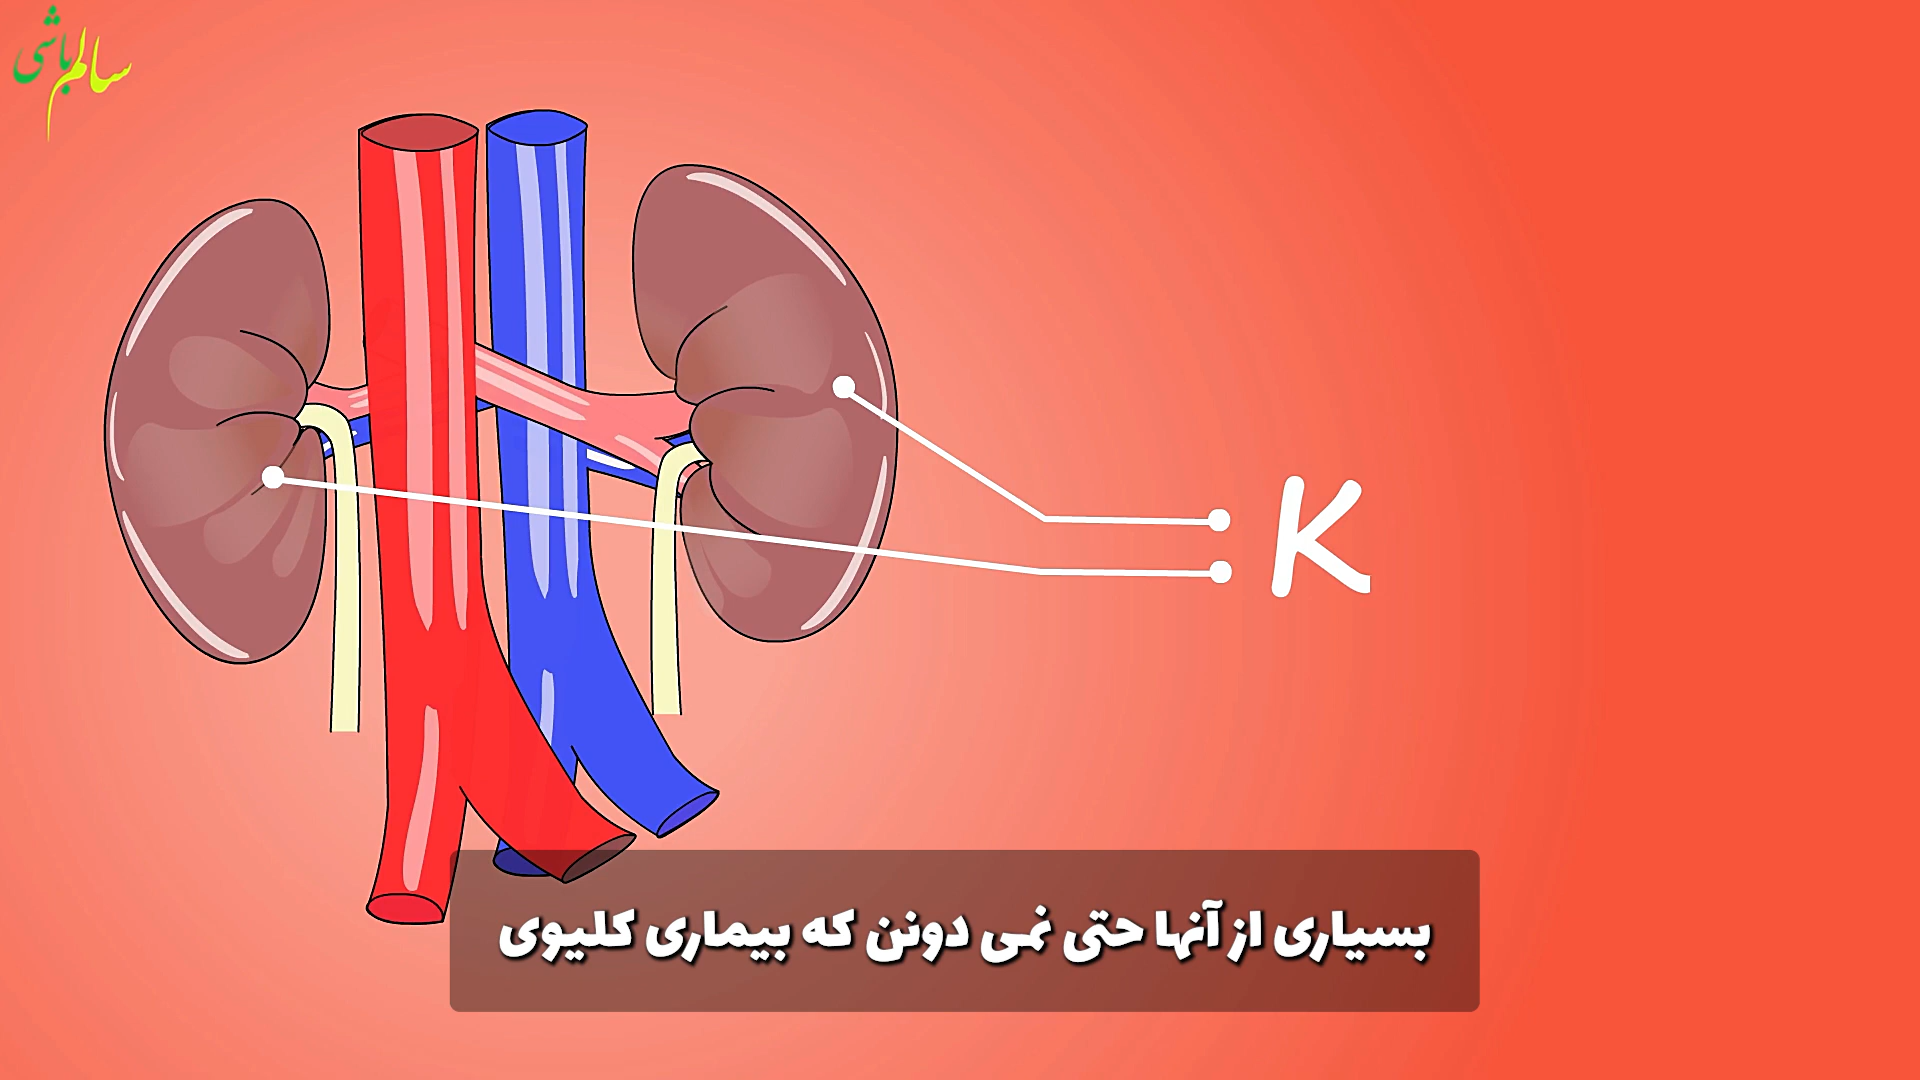 سالم باشی
K
بسیاری از آنها حتی نمی دونن که بیماری کلیوی